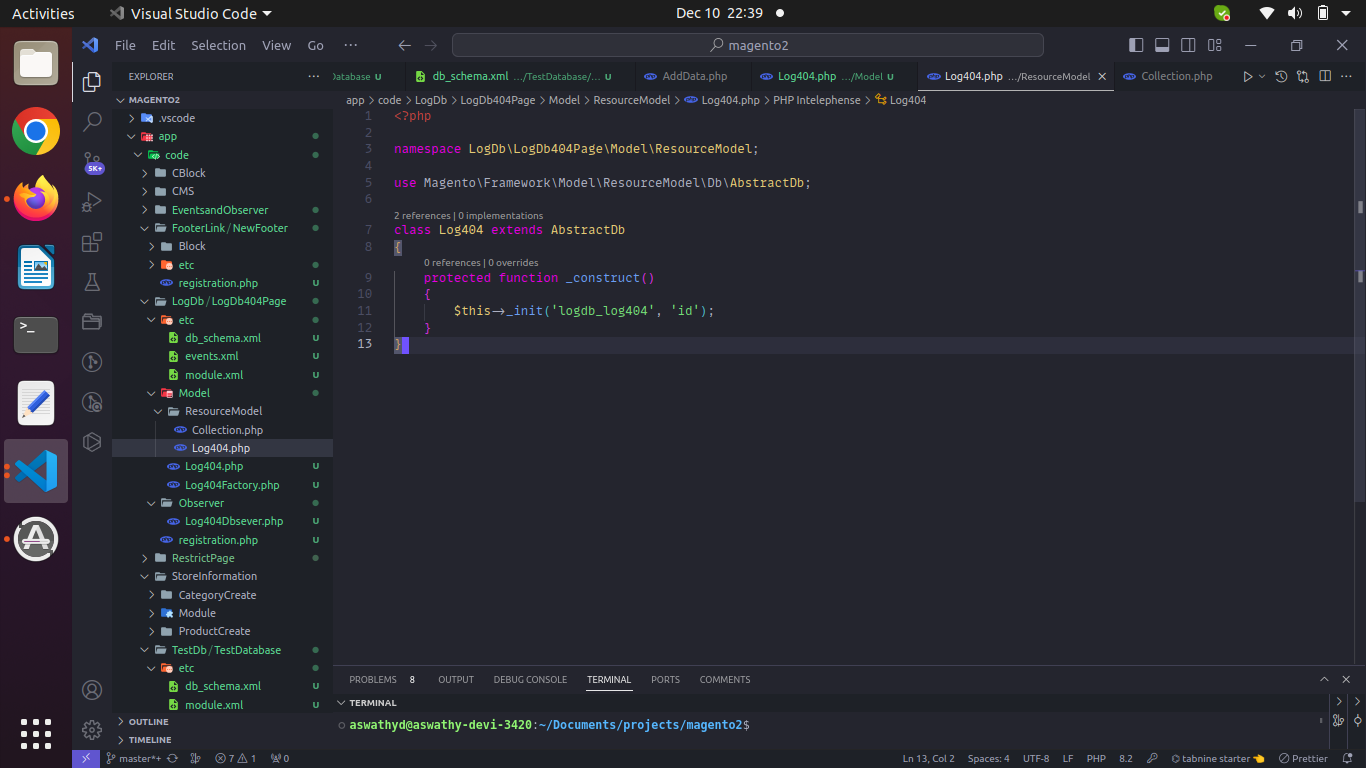 Activities
Visual Studio Code
Dec 10 22:39
File Edit Selection View Go ···
magento2
EXPLORER
Database U
db_schema.xml .../TestDatabase/... U
AddData.php
Log404.php .../Model U
Log404.php .../ResourceModel
Collection.php
app > code > LogDb > LogDb404Page > Model > ResourceModel > Log404.php > PHP Intelephense > Log404
MAGENTO2
.vscode
app
code
CBlock
CMS
EventsandObserver
FooterLink / NewFooter
Block
etc
registration.php U
LogDb / LogDb404Page
etc
db_schema.xml U
events.xml U
module.xml U
Model
ResourceModel
Collection.php
Log404.php
Log404.php U
Log404Factory.php U
Observer
Log404Dbsever.php U
registration.php U
RestrictPage
StoreInformation
CategoryCreate
Module
ProductCreate
TestDb / TestDatabase
etc
db_schema.xml U
module.xml U
OUTLINE
TIMELINE
5K+
1 <?php
2
3 namespace LogDb\LogDb404Page\Model\ResourceModel;
4
5 use Magento\Framework\Model\ResourceModel\Db\AbstractDb;
6
2 references | 0 implementations
7 class Log404 extends AbstractDb
8 {
0 references | 0 overrides
9 protected function _construct()
10 {
11 $this->_init('logdb_log404', 'id');
12 }
13 }
PROBLEMS 8 OUTPUT DEBUG CONSOLE TERMINAL PORTS COMMENTS
TERMINAL
aswathyd@aswathy-devi-3420:~/Documents/projects/magento2$
master*+ 7 1 0
Ln 13, Col 2 Spaces: 4 UTF-8 LF PHP 8.2 tabnine starter Prettier